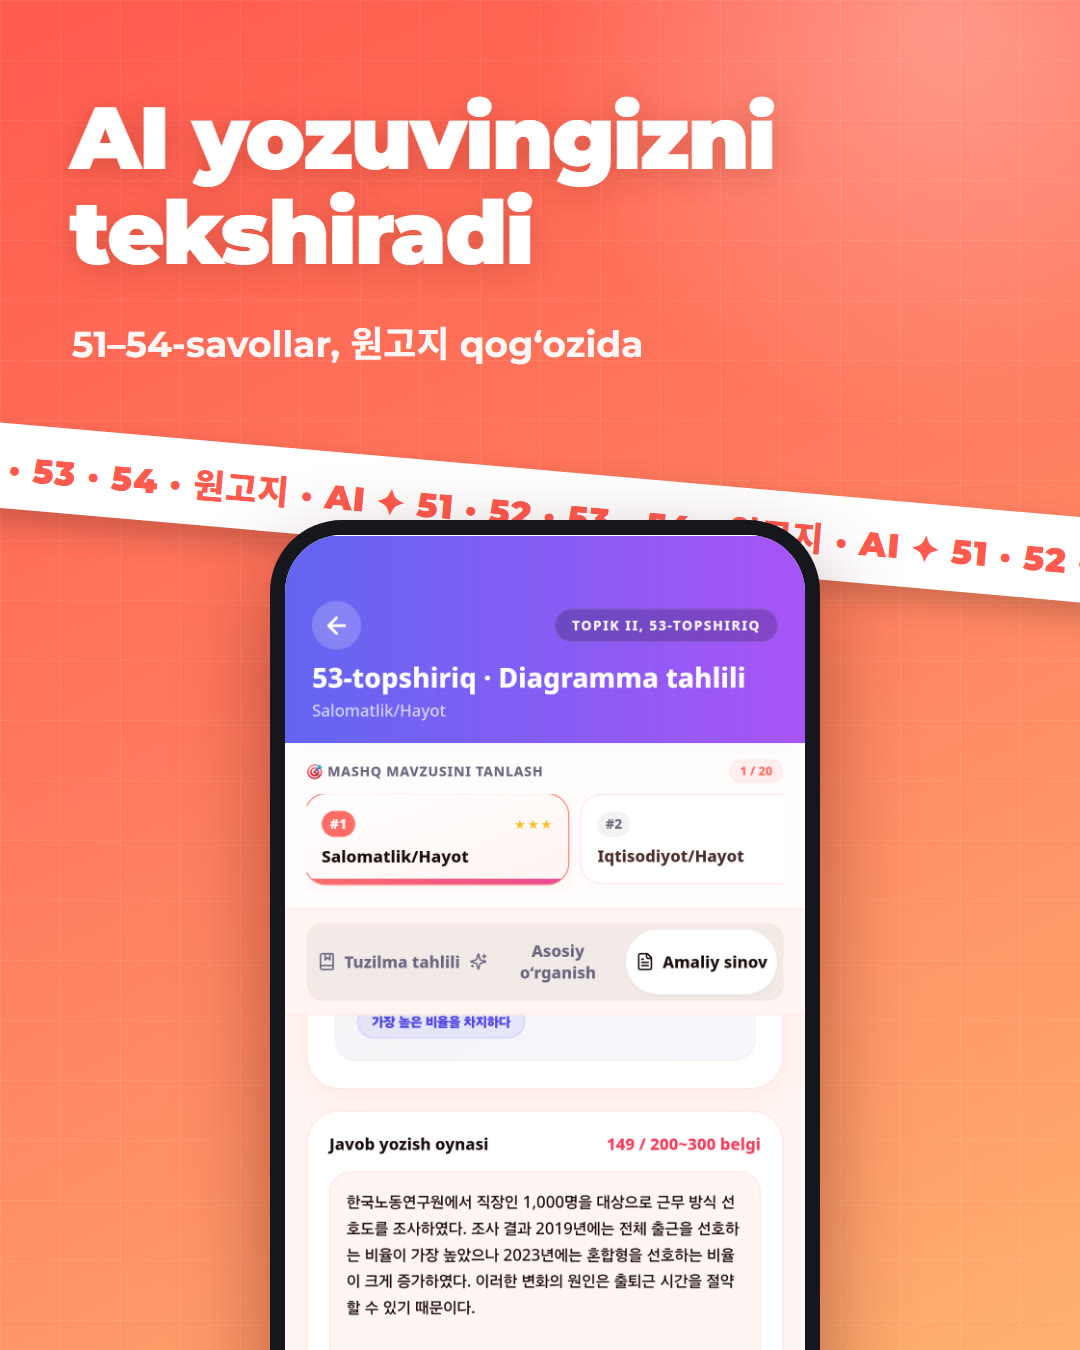 AI yozuvingizni
tekshiradi
51–54-savollar, 원고지 qog‘ozida
• 53 • 54 • 원고지 • AI ✦ 51 • 52 • 53 • 54 • 원고지 • AI ✦ 51 • 52 •
TOPIK II, 53-TOPSHIRIQ
53-topshiriq · Diagramma tahlili
Salomatlik/Hayot
🎯 MASHQ MAVZUSINI TANLASH
1 / 20
#1 ★★★
Salomatlik/Hayot
#2
Iqtisodiyot/Hayot
Tuzilma tahlili
Asosiy
o‘rganish
Amaliy sinov
가장 높은 비율을 차지하다
Javob yozish oynasi
149 / 200~300 belgi
한국노동연구원에서 직장인 1,000명을 대상으로 근무 방식 선
호도를 조사하였다. 조사 결과 2019년에는 전체 출근을 선호하
는 비율이 가장 높았으나 2023년에는 혼합형을 선호하는 비율
이 크게 증가하였다. 이러한 변화의 원인은 출퇴근 시간을 절약
할 수 있기 때문이다.